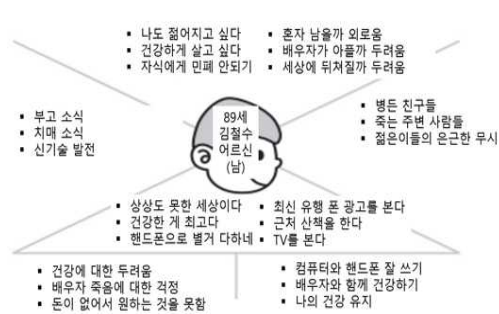 ▪ 나도 젊어지고 싶다
▪ 건강하게 살고 싶다
▪ 자식에게 민폐 안되기
▪ 혼자 남을까 외로움
▪ 배우자가 아플까 두려움
▪ 세상에 뒤쳐질까 두려움
▪ 부고 소식
▪ 치매 소식
▪ 신기술 발전
89세
김철수
어르신
(남)
▪ 병든 친구들
▪ 죽는 주변 사람들
▪ 젊은이들의 은근한 무시
▪ 상상도 못한 세상이다
▪ 건강한 게 최고다
▪ 핸드폰으로 별거 다하네
▪ 최신 유행 폰 광고를 본다
▪ 근처 산책을 한다
▪ TV를 본다
▪ 건강에 대한 두려움
▪ 배우자 죽음에 대한 걱정
▪ 돈이 없어서 원하는 것을 못함
▪ 컴퓨터와 핸드폰 잘 쓰기
▪ 배우자와 함께 건강하기
▪ 나의 건강 유지